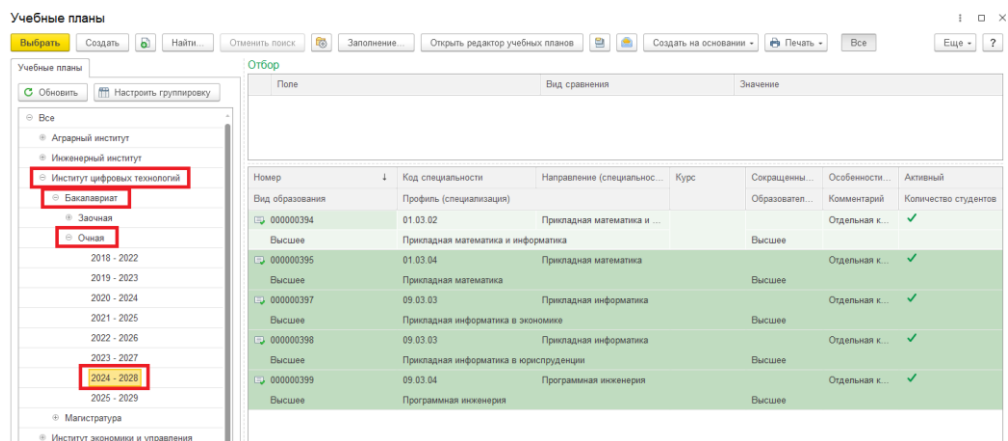 Учебные планы
Выбрать Создать Найти... Отменить поиск Заполнение... Открыть редактор учебных планов Создать на основании Печать Все Еще ?
Учебные планы
Обновить Настроить группировку
Все
Аграрный институт
Инженерный институт
Институт цифровых технологий
Бакалавриат
Заочная
Очная
2018 - 2022
2019 - 2023
2020 - 2024
2021 - 2025
2022 - 2026
2023 - 2027
2024 - 2028
2025 - 2029
Магистратура
Институт экономики и управления
Отбор
Поле Вид сравнения Значение
Номер ↓ Код специальности Направление (специальнос... Курс Сокращенны... Особенности... Активный
Вид образования Профиль (специализация) Образовател... Комментарий Количество студентов
000000394 01.03.02 Прикладная математика и ... Отдельная к...
Высшее Прикладная математика и информатика Высшее
000000395 01.03.04 Прикладная математика Отдельная к...
Высшее Прикладная математика Высшее
000000397 09.03.03 Прикладная информатика Отдельная к...
Высшее Прикладная информатика в экономике Высшее
000000398 09.03.03 Прикладная информатика Отдельная к...
Высшее Прикладная информатика в юриспруденции Высшее
000000399 09.03.04 Программная инженерия Отдельная к...
Высшее Программная инженерия Высшее